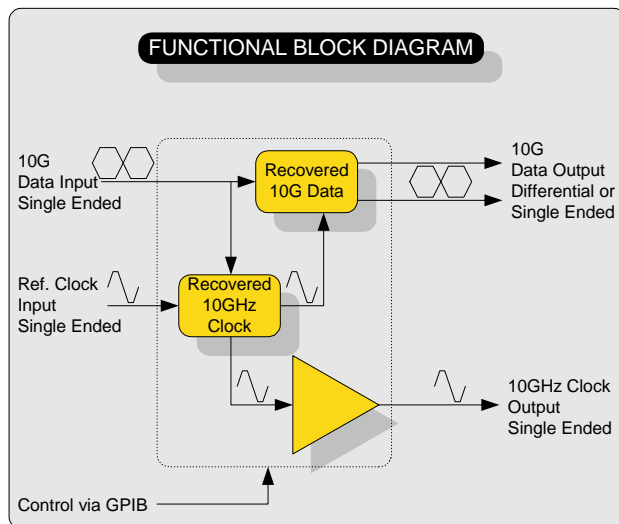 FUNCTIONAL BLOCK DIAGRAM
10G
Data Input
Single Ended
Recovered
10G Data
10G
Data Output
Differential or
Single Ended
Ref. Clock
Input
Single Ended
Recovered
10GHz
Clock
10GHz Clock
Output
Single Ended
Control via GPIB